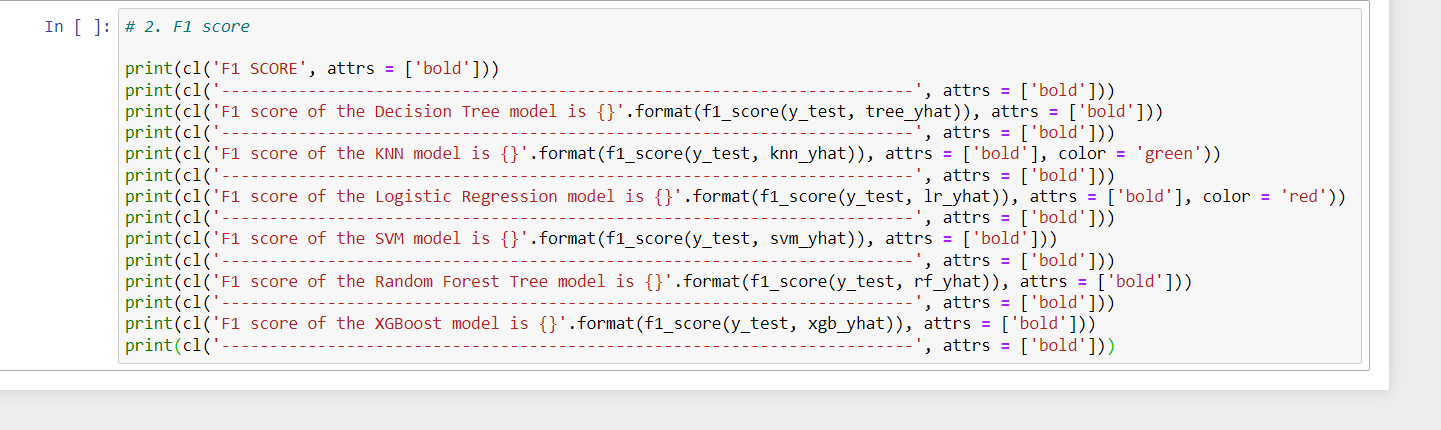 In [ ]: # 2. F1 score
print(cl('F1 SCORE', attrs = ['bold']))
print(cl('------------------------------------------------------------------------', attrs = ['bold']))
print(cl('F1 score of the Decision Tree model is {}'.format(f1_score(y_test, tree_yhat)), attrs = ['bold']))
print(cl('------------------------------------------------------------------------', attrs = ['bold']))
print(cl('F1 score of the KNN model is {}'.format(f1_score(y_test, knn_yhat)), attrs = ['bold'], color = 'green'))
print(cl('------------------------------------------------------------------------', attrs = ['bold']))
print(cl('F1 score of the Logistic Regression model is {}'.format(f1_score(y_test, lr_yhat)), attrs = ['bold'], color = 'red'))
print(cl('------------------------------------------------------------------------', attrs = ['bold']))
print(cl('F1 score of the SVM model is {}'.format(f1_score(y_test, svm_yhat)), attrs = ['bold']))
print(cl('------------------------------------------------------------------------', attrs = ['bold']))
print(cl('F1 score of the Random Forest Tree model is {}'.format(f1_score(y_test, rf_yhat)), attrs = ['bold']))
print(cl('------------------------------------------------------------------------', attrs = ['bold']))
print(cl('F1 score of the XGBoost model is {}'.format(f1_score(y_test, xgb_yhat)), attrs = ['bold']))
print(cl('------------------------------------------------------------------------', attrs = ['bold']))